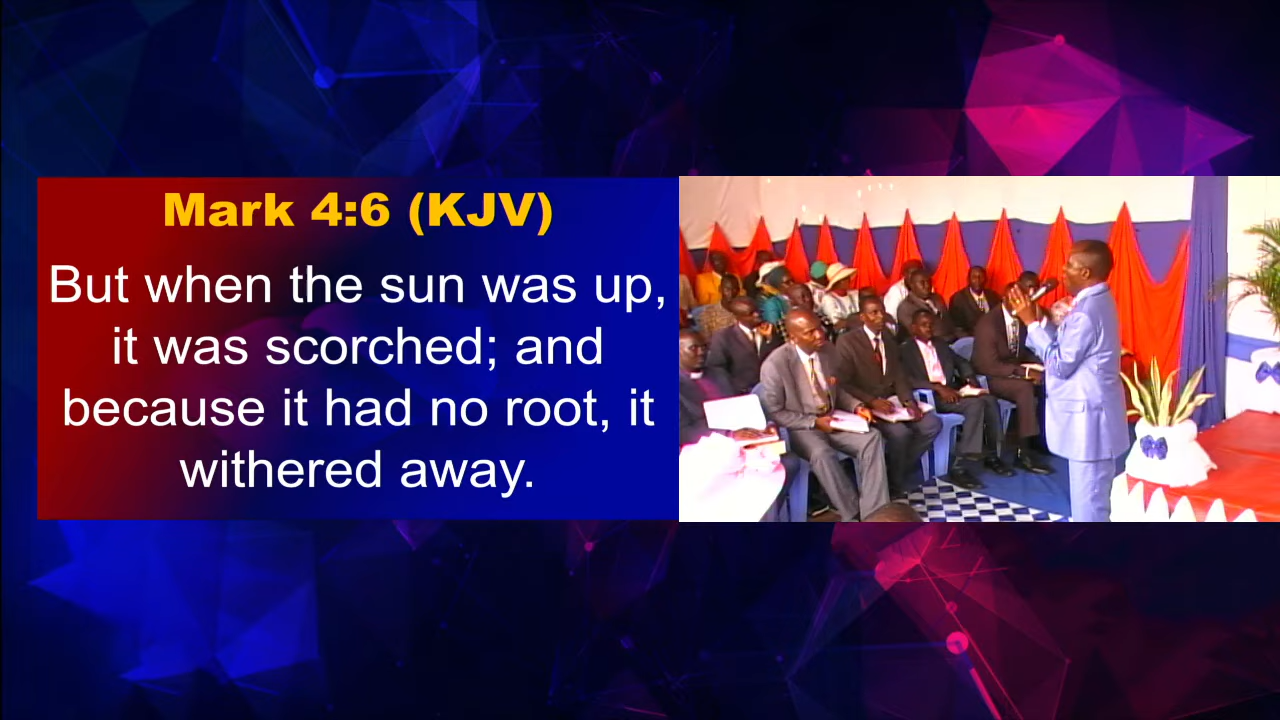 Mark 4:6 (KJV)
But when the sun was up,
it was scorched; and
because it had no root, it
withered away.